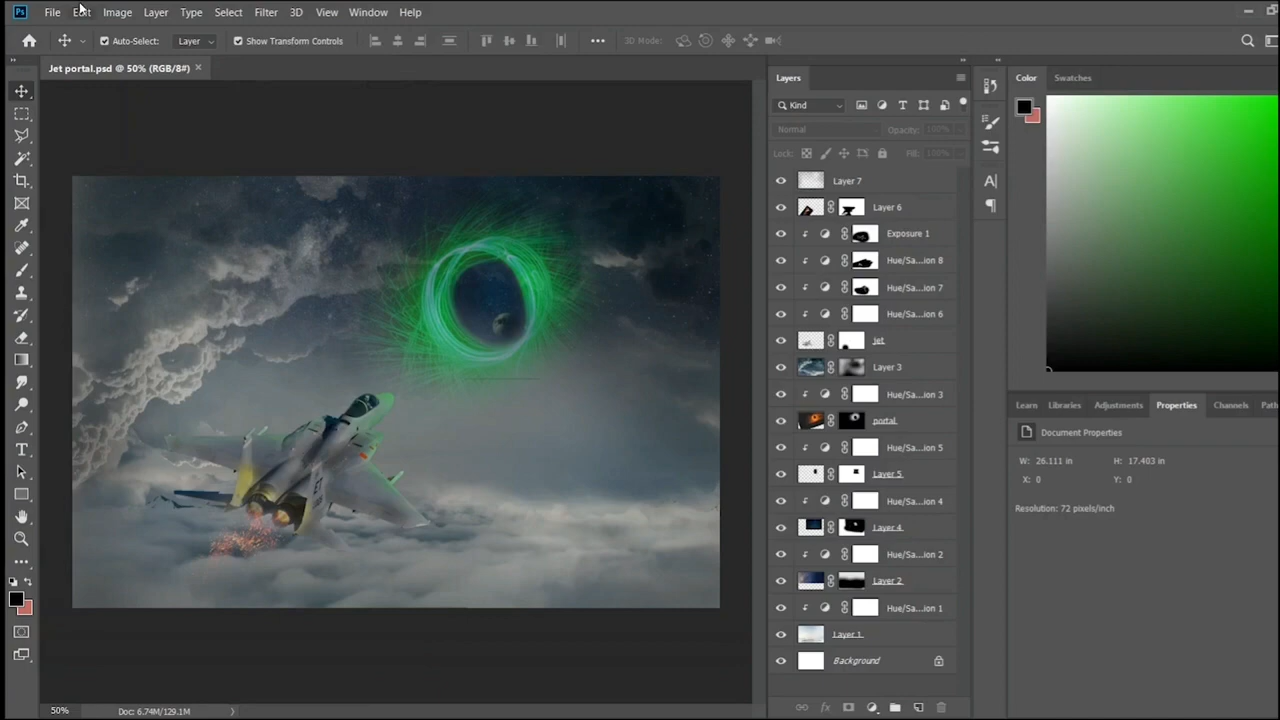 Ps File Edit Image Layer Type Select Filter 3D View Window Help
Auto-Select: Layer Show Transform Controls 3D Mode:
Jet portal.psd @ 50% (RGB/8#)
Layers
Kind
Normal Opacity: 100%
Lock: Fill: 100%
Layer 7
Layer 6
Exposure 1
Hue/Sa...ion 8
Hue/Sa...ion 7
Hue/Sa...ion 6
jet
Layer 3
Hue/Sa...ion 3
portal
Hue/Sa...ion 5
Layer 5
Hue/Sa...ion 4
Layer 4
Hue/Sa...ion 2
Layer 2
Hue/Sa...ion 1
Layer 1
Background
Color Swatches
Learn Libraries Adjustments Properties Channels Path
Document Properties
W: 26.111 in H: 17.403 in
X: 0 Y: 0
Resolution: 72 pixels/inch
50% Doc: 6.74M/129.1M